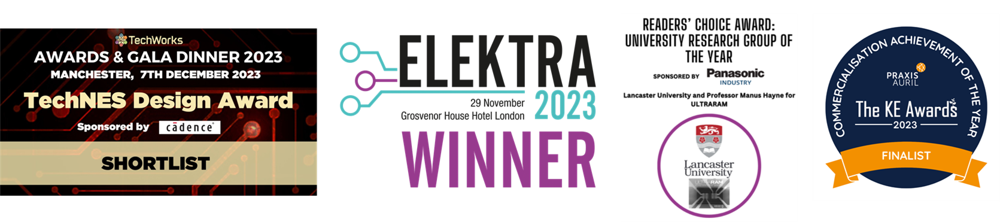 TechWorks
AWARDS & GALA DINNER 2023
MANCHESTER, 7TH DECEMBER 2023
TechNES Design Award
Sponsored by cādence®
SHORTLIST
ELEKTRA
29 November
Grosvenor House Hotel London
2023
WINNER
READERS’ CHOICE AWARD:
UNIVERSITY RESEARCH GROUP OF
THE YEAR
SPONSORED BY Panasonic
INDUSTRY
Lancaster University and Professor Manus Hayne for
ULTRARAM
Lancaster
University
ULTRARAM
COMMERCIALISATION ACHIEVEMENT OF THE YEAR
PRAXIS
AURIL
The KE Awards
2023
FINALIST